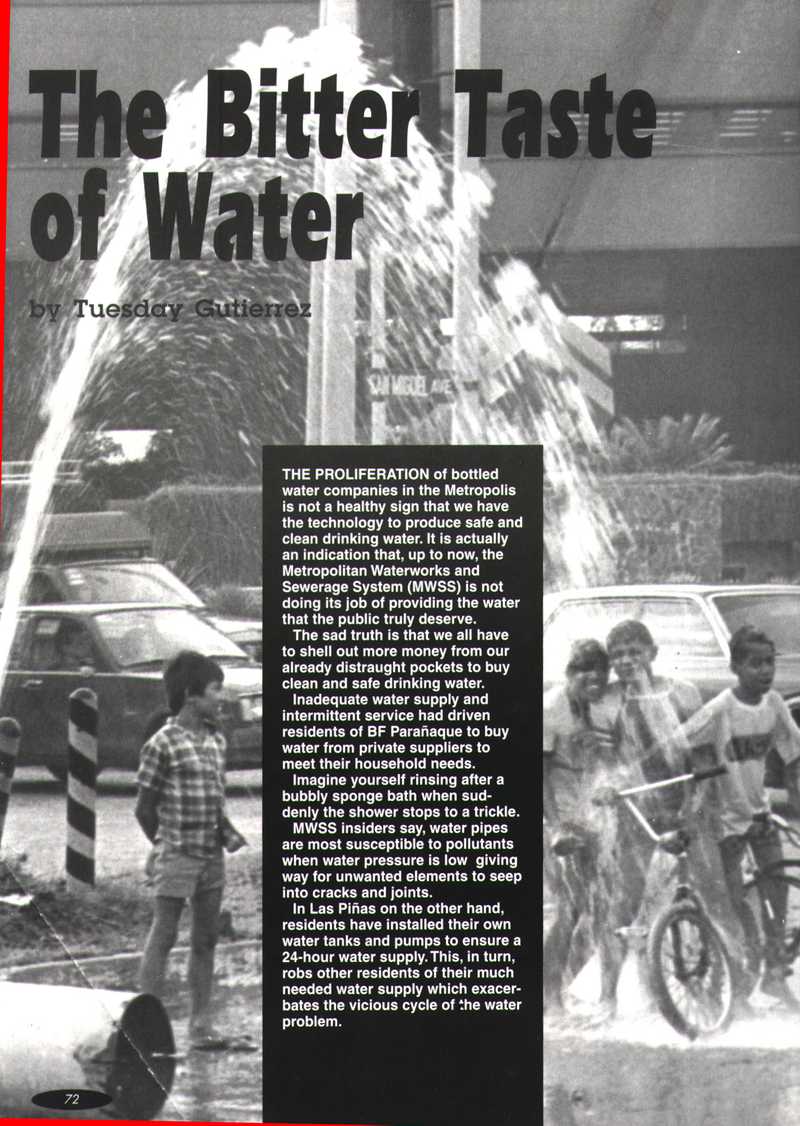 The Bitter Taste
of Water
by Tuesday Gutierrez
SAN MIGUEL AVE
THE PROLIFERATION of bottled
water companies in the Metropolis
is not a healthy sign that we have
the technology to produce safe and
clean drinking water. It is actually
an indication that, up to now, the
Metropolitan Waterworks and
Sewerage System (MWSS) is not
doing its job of providing the water
that the public truly deserve.
The sad truth is that we all have
to shell out more money from our
already distraught pockets to buy
clean and safe drinking water.
Inadequate water supply and
intermittent service had driven
residents of BF Parañaque to buy
water from private suppliers to
meet their household needs.
Imagine yourself rinsing after a
bubbly sponge bath when sud-
denly the shower stops to a trickle.
MWSS insiders say, water pipes
are most susceptible to pollutants
when water pressure is low giving
way for unwanted elements to seep
into cracks and joints.
In Las Piñas on the other hand,
residents have installed their own
water tanks and pumps to ensure a
24-hour water supply. This, in turn,
robs other residents of their much
needed water supply which exacer-
bates the vicious cycle of the water
problem.
72